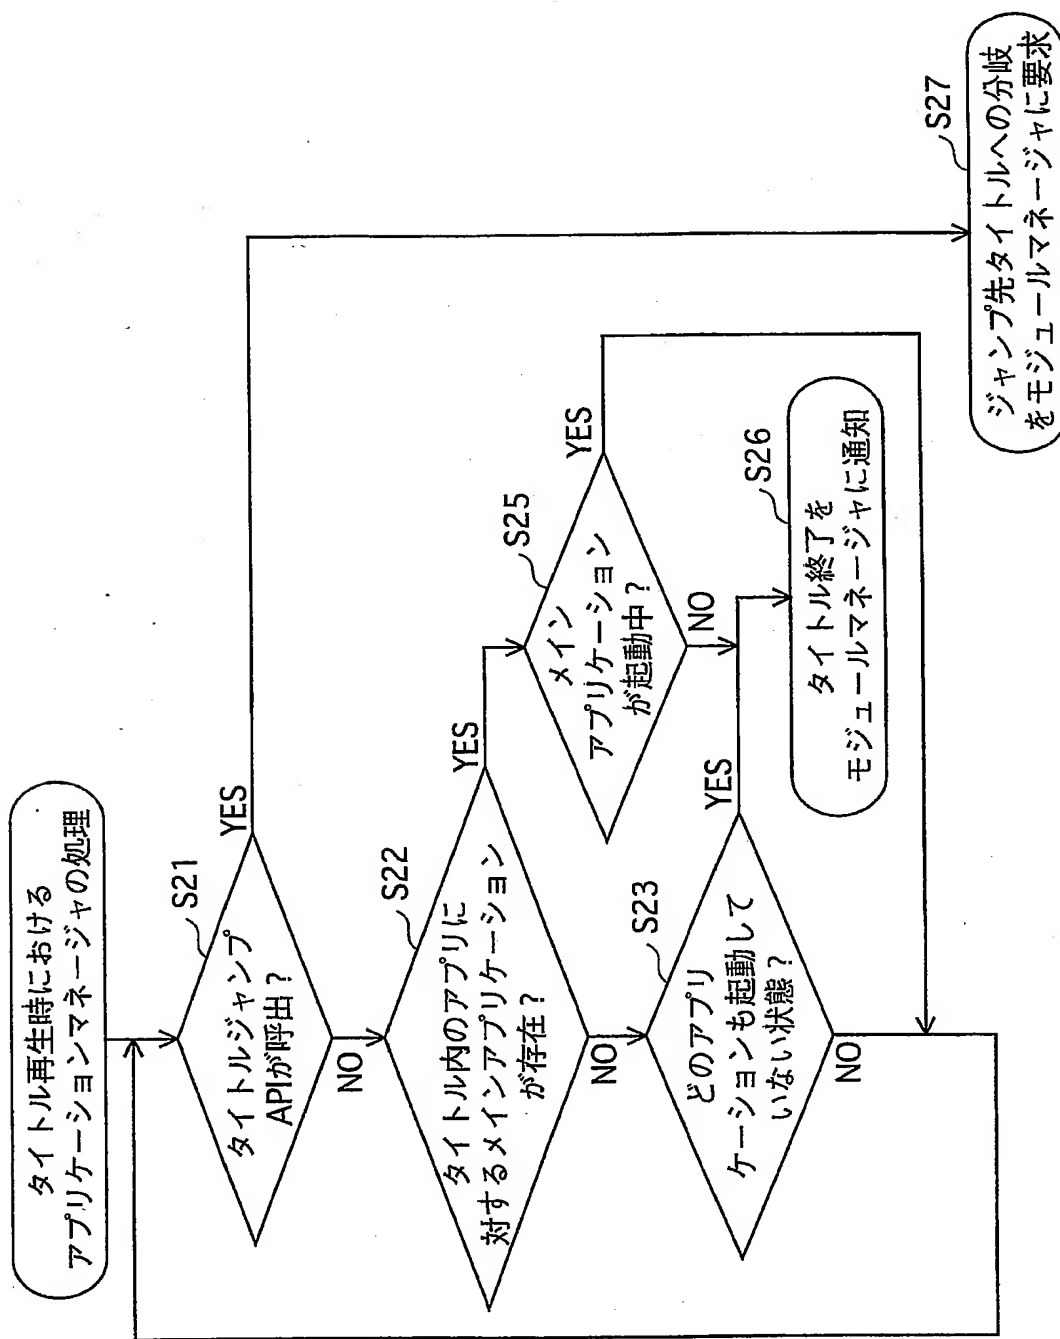 タイトル再生時における
アプリケーションマネージャの処理
S21
タイトルジャンプ
APIが呼出？
YES
NO
S22
タイトル内のアプリに
対するメインアプリケーション
が存在？
YES
NO
S25
メイン
アプリケーション
が起動中？
YES
NO
S23
どのアプリ
ケーションも起動して
いない状態？
YES
NO
S26
タイトル終了を
モジュールマネージャに通知
S27
ジャンプ先タイトルへの分岐
をモジュールマネージャに要求